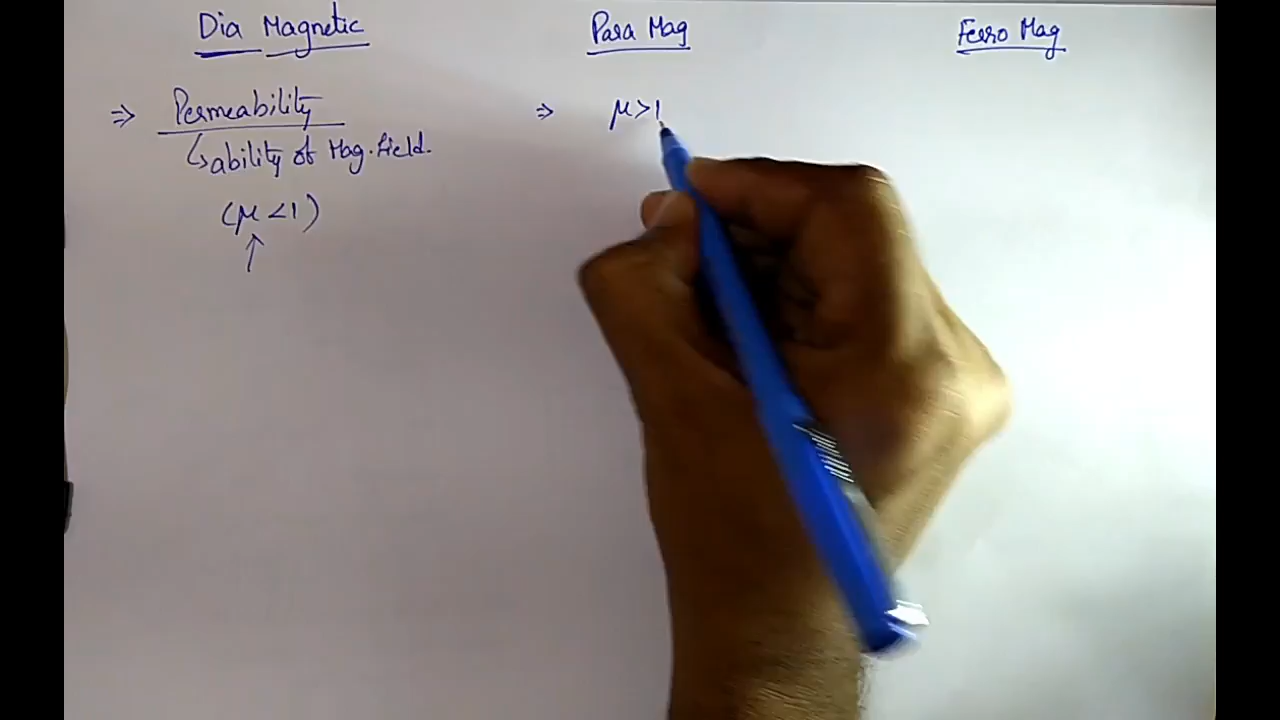 Dia Magnetic
Para Mag
Ferro Mag
⇒ Permeability
↳ ability of Mag. field.
(μ < 1)
↑
⇒ μ > 1